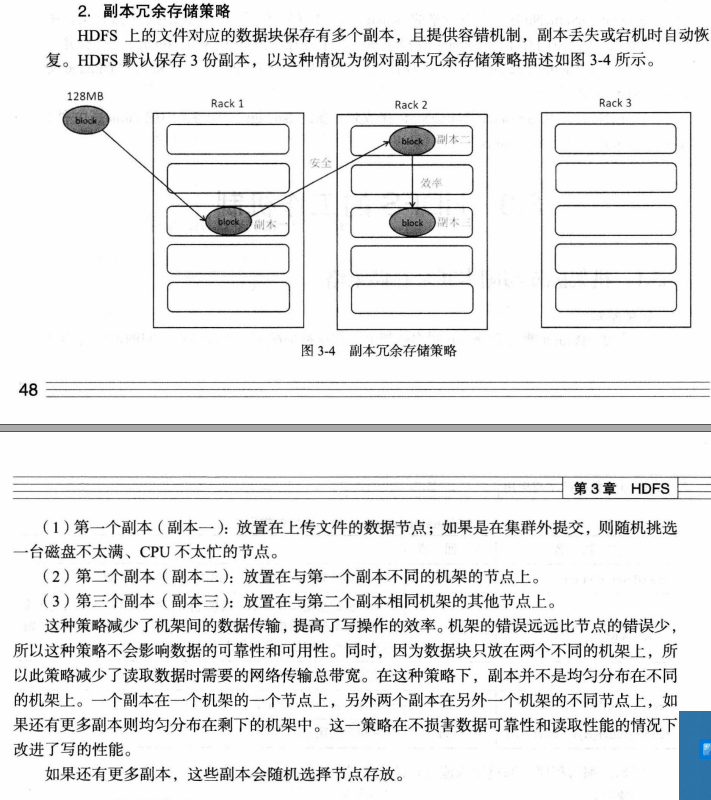 2. 副本冗余存储策略
HDFS 上的文件对应的数据块保存有多个副本，且提供容错机制，副本丢失或宕机时自动恢
复。HDFS 默认保存 3 份副本，以这种情况为例对副本冗余存储策略描述如图 3-4 所示。
128MB
block
Rack 1
Rack 2
Rack 3
block
副本二
安全
效率
block
副本一
block
副本三
图 3-4 副本冗余存储策略
48
第 3 章 HDFS
（1）第一个副本（副本一）：放置在上传文件的数据节点；如果是在集群外提交，则随机挑选
一台磁盘不太满、CPU 不太忙的节点。
（2）第二个副本（副本二）：放置在与第一个副本不同的机架的节点上。
（3）第三个副本（副本三）：放置在与第二个副本相同机架的其他节点上。
这种策略减少了机架间的数据传输，提高了写操作的效率。机架的错误远远比节点的错误少，
所以这种策略不会影响数据的可靠性和可用性。同时，因为数据块只放在两个不同的机架上，所
以此策略减少了读取数据时需要的网络传输总带宽。在这种策略下，副本并不是均匀分布在不同
的机架上。一个副本在一个机架的一个节点上，另外两个副本在另外一个机架的不同节点上，如
果还有更多副本则均匀分布在剩下的机架中。这一策略在不损害数据可靠性和读取性能的情况下
改进了写的性能。
如果还有更多副本，这些副本会随机选择节点存放。